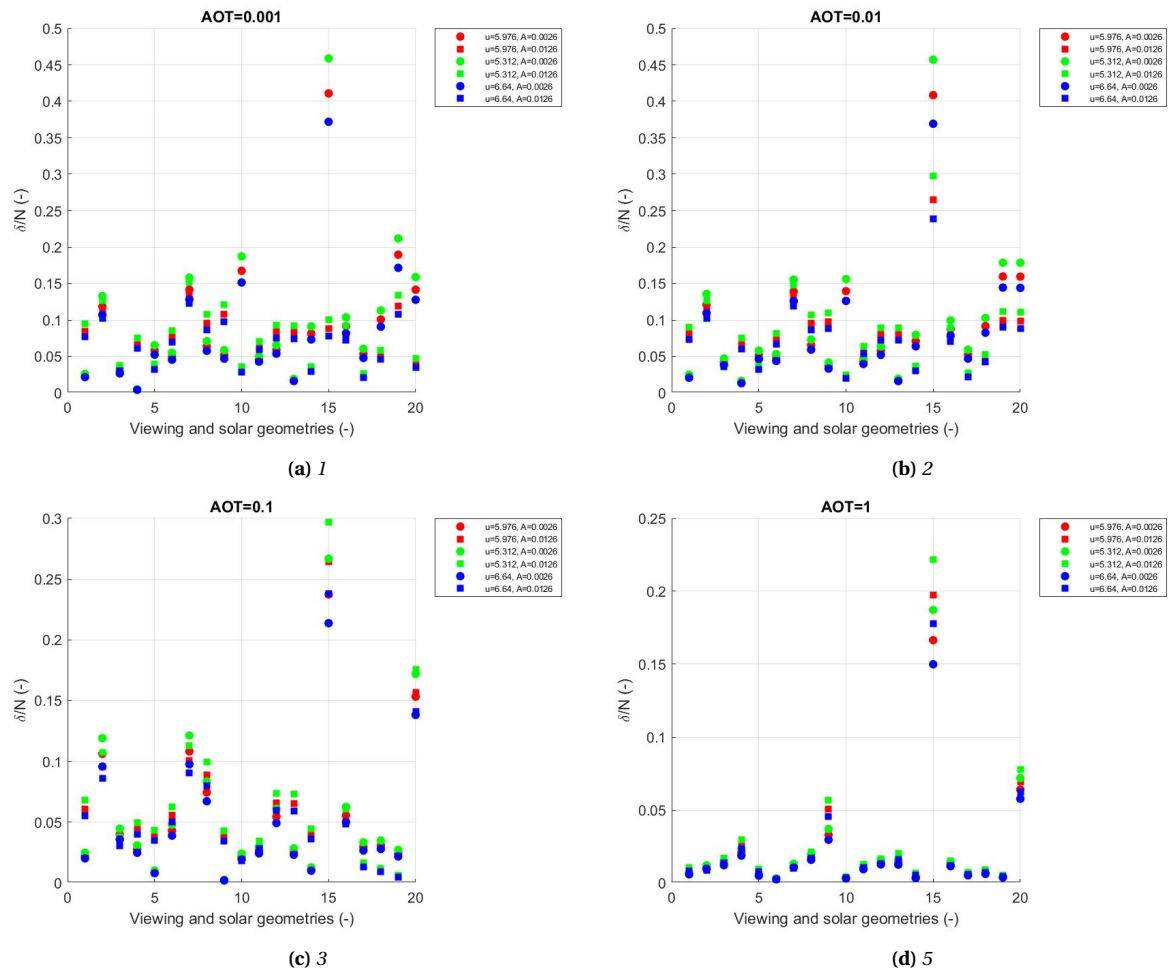 AOT=0.001
0.5
0.45
0.4
0.35
0.3
0.25
0.2
0.15
0.1
0.05
0
δ/N (-)
0 5 10 15 20
Viewing and solar geometries (-)
u=5.976, A=0.0026
u=5.976, A=0.0126
u=5.312, A=0.0026
u=5.312, A=0.0126
u=6.64, A=0.0026
u=6.64, A=0.0126
(a) 1
AOT=0.01
0.5
0.45
0.4
0.35
0.3
0.25
0.2
0.15
0.1
0.05
0
δ/N (-)
0 5 10 15 20
Viewing and solar geometries (-)
u=5.976, A=0.0026
u=5.976, A=0.0126
u=5.312, A=0.0026
u=5.312, A=0.0126
u=6.64, A=0.0026
u=6.64, A=0.0126
(b) 2
AOT=0.1
0.3
0.25
0.2
0.15
0.1
0.05
0
δ/N (-)
0 5 10 15 20
Viewing and solar geometries (-)
u=5.976, A=0.0026
u=5.976, A=0.0126
u=5.312, A=0.0026
u=5.312, A=0.0126
u=6.64, A=0.0026
u=6.64, A=0.0126
(c) 3
AOT=1
0.25
0.2
0.15
0.1
0.05
0
δ/N (-)
0 5 10 15 20
Viewing and solar geometries (-)
u=5.976, A=0.0026
u=5.976, A=0.0126
u=5.312, A=0.0026
u=5.312, A=0.0126
u=6.64, A=0.0026
u=6.64, A=0.0126
(d) 5